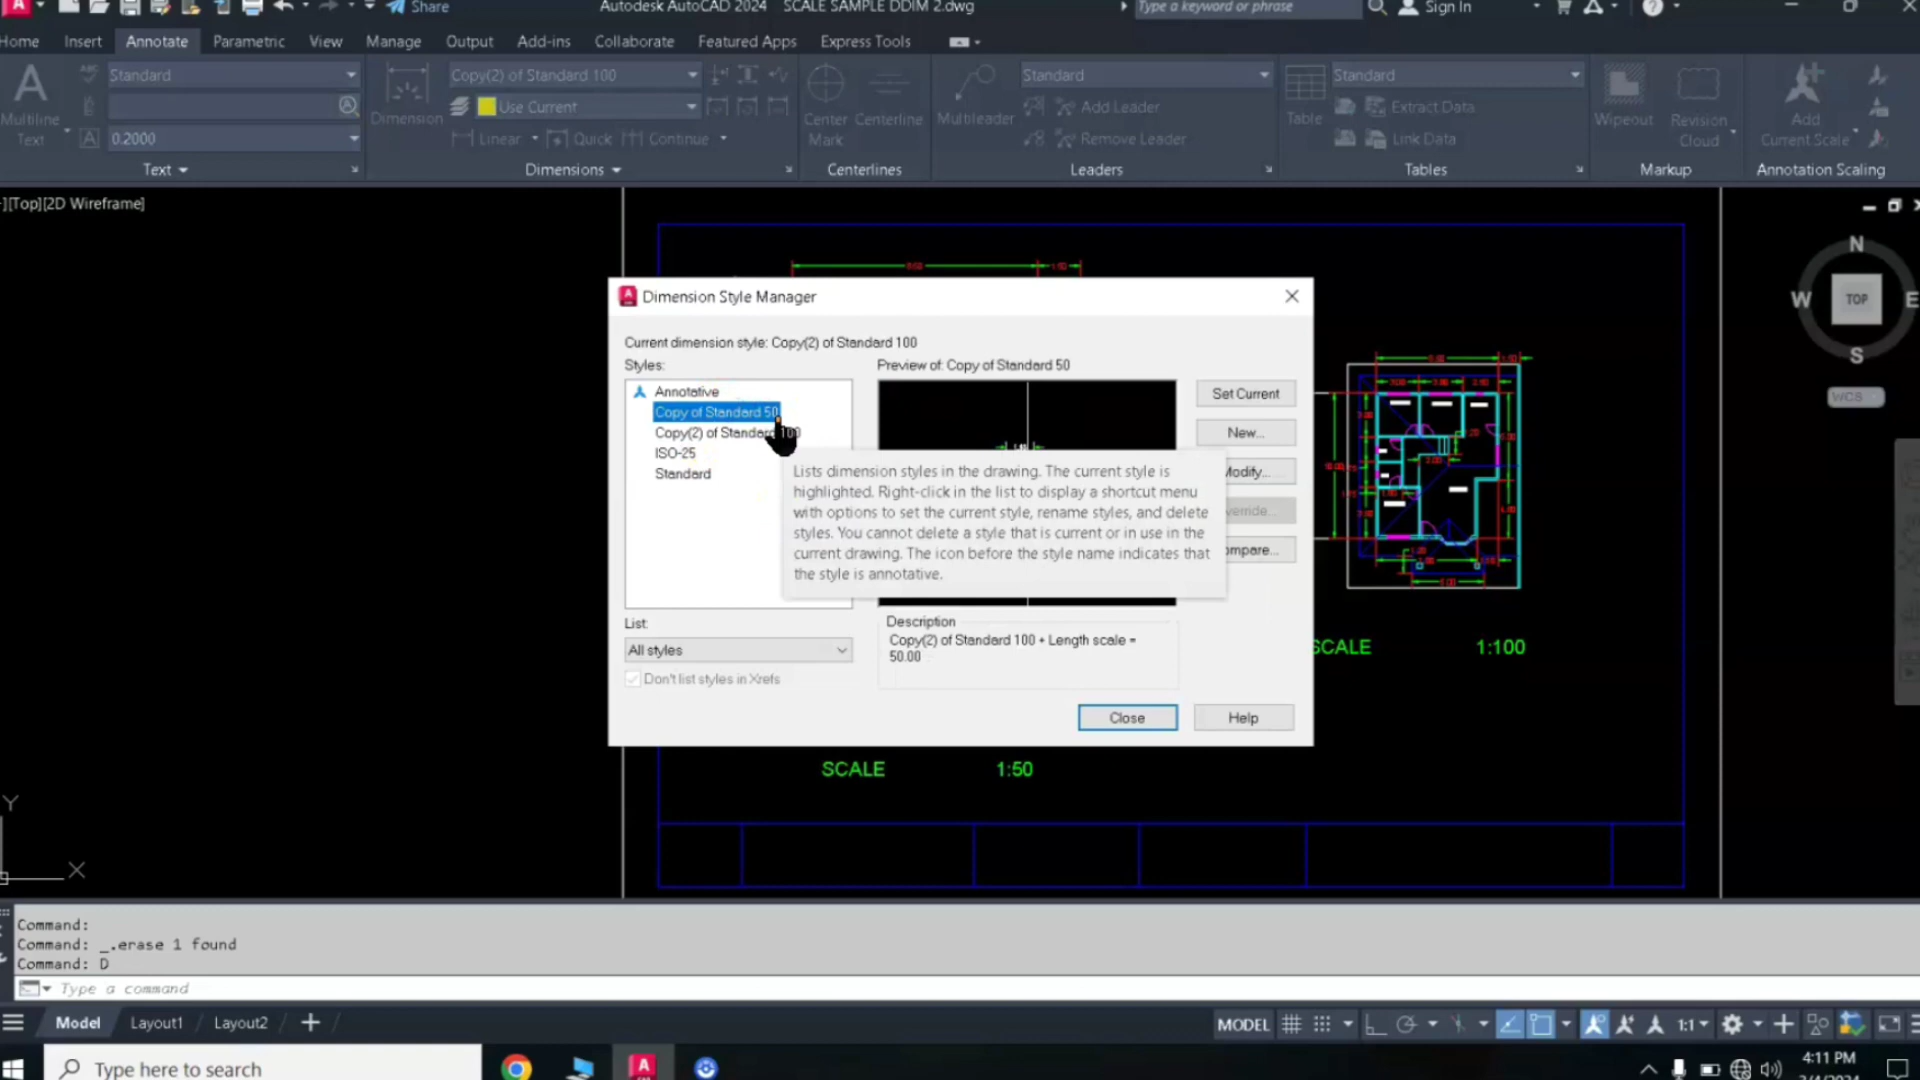 Share
Autodesk AutoCAD 2024 SCALE SAMPLE DDIM 2.dwg
Type a keyword or phrase
Sign In
Home Insert Annotate Parametric View Manage Output Add-ins Collaborate Featured Apps Express Tools
Standard
Copy(2) of Standard 100
Standard
Standard
Use Current
Add Leader
Extract Data
Multiline Text
Dimension
Center Mark
Centerline
Multileader
Table
Wipeout
Revision Cloud
Add Current Scale
0.2000
Linear Quick Continue
Remove Leader
Link Data
Text Dimensions Centerlines Leaders Tables Markup Annotation Scaling
][Top][2D Wireframe]
N
W TOP E
S
WCS
Dimension Style Manager
Current dimension style: Copy(2) of Standard 100
Styles:
Preview of: Copy of Standard 50
Annotative
Copy of Standard 50
Copy(2) of Standard 100
ISO-25
Standard
Set Current
New...
Modify...
Lists dimension styles in the drawing. The current style is
highlighted. Right-click in the list to display a shortcut menu
with options to set the current style, rename styles, and delete
styles. You cannot delete a style that is current or in use in the
current drawing. The icon before the style name indicates that
the style is annotative.
verride...
ompare...
List:
All styles
Don't list styles in Xrefs
Description
Copy(2) of Standard 100 + Length scale =
50.00
Close
Help
SCALE 1:100
SCALE 1:50
Y
X
Command:
Command: _.erase 1 found
Command: D
Type a command
Model Layout1 Layout2
MODEL
1:1
Type here to search
4:11 PM